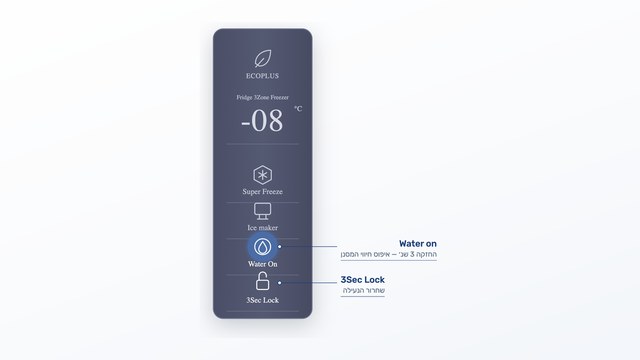 ECOPLUS
Fridge 3Zone Freezer
-08 °C
Super Freeze
Ice maker
Water On
3Sec Lock
Water on
החזקה 3 שנ׳ – איפוס חיווי המסנן
3Sec Lock
שחרור הנעילה